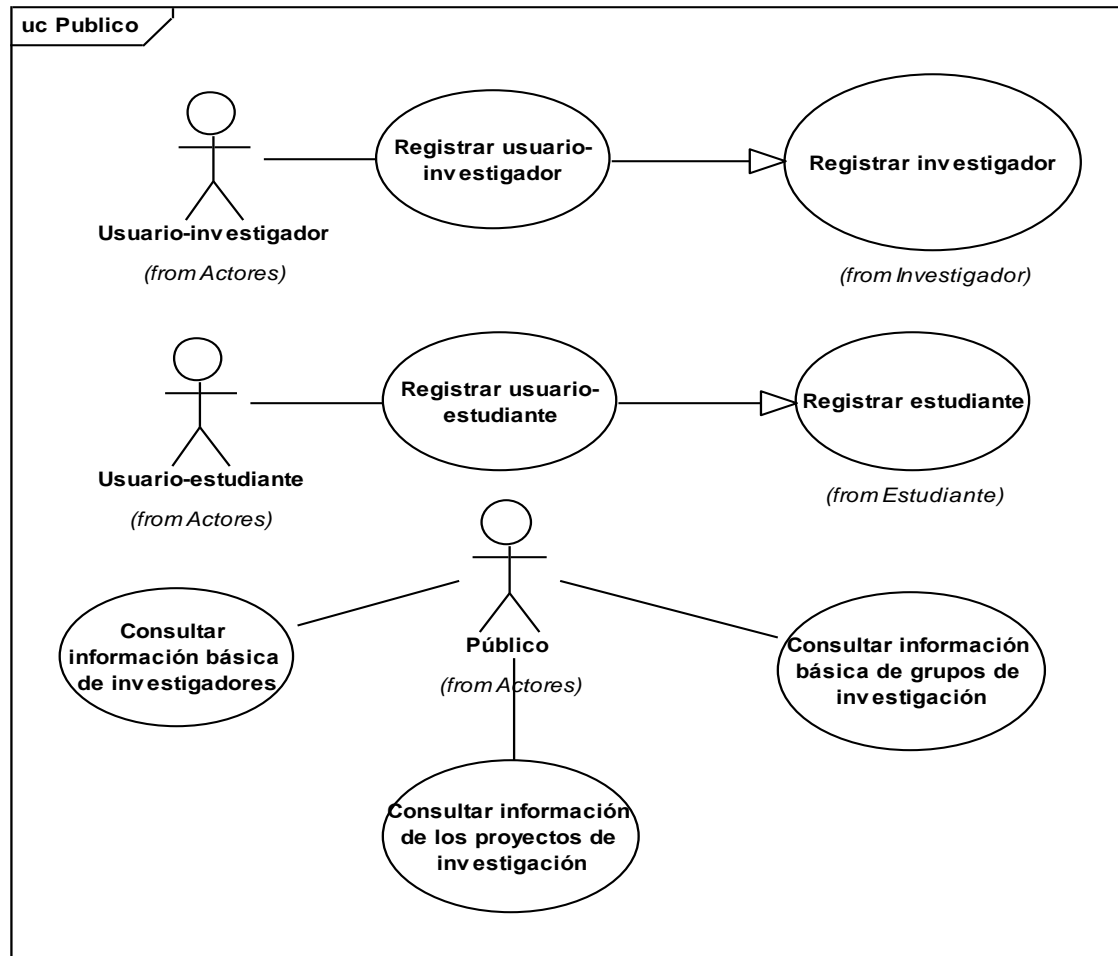 uc Publico
Registrar usuario-
investigador
Registrar investigador
Usuario-investigador
(from Actores)
(from Investigador)
Registrar usuario-
estudiante
Registrar estudiante
Usuario-estudiante
(from Actores)
(from Estudiante)
Consultar
información básica
de investigadores
Público
(from Actores)
Consultar información
básica de grupos de
investigación
Consultar información
de los proyectos de
investigación